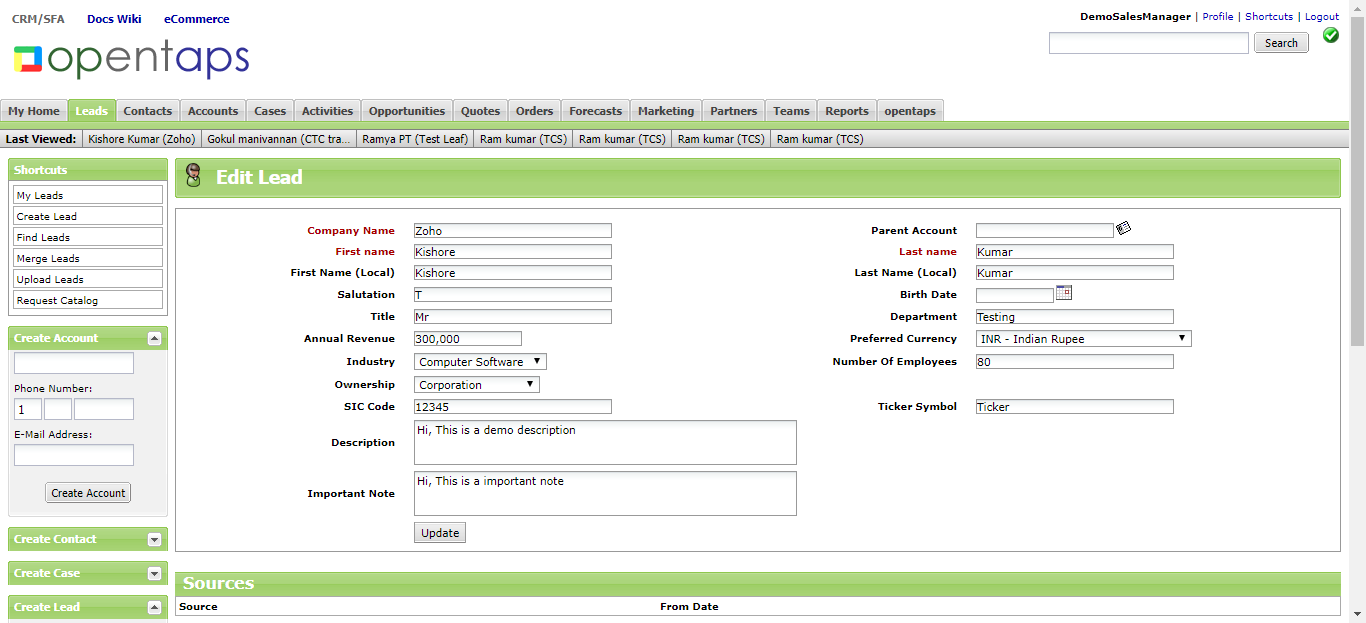 CRM/SFA Docs Wiki eCommerce
DemoSalesManager | Profile | Shortcuts | Logout
opentaps
Search
My Home Leads Contacts Accounts Cases Activities Opportunities Quotes Orders Forecasts Marketing Partners Teams Reports opentaps
Last Viewed: Kishore Kumar (Zoho) Gokul manivannan (CTC tra... Ramya PT (Test Leaf) Ram kumar (TCS) Ram kumar (TCS) Ram kumar (TCS) Ram kumar (TCS)
Shortcuts
My Leads
Create Lead
Find Leads
Merge Leads
Upload Leads
Request Catalog
Create Account
Phone Number:
1
E-Mail Address:
Create Account
Create Contact
Create Case
Create Lead
Edit Lead
Company Name Zoho Parent Account
First name Kishore Last name Kumar
First Name (Local) Kishore Last Name (Local) Kumar
Salutation T Birth Date
Title Mr Department Testing
Annual Revenue 300,000 Preferred Currency INR - Indian Rupee
Industry Computer Software Number Of Employees 80
Ownership Corporation
SIC Code 12345 Ticker Symbol Ticker
Description Hi, This is a demo description
Important Note Hi, This is a important note
Update
Sources
Source From Date